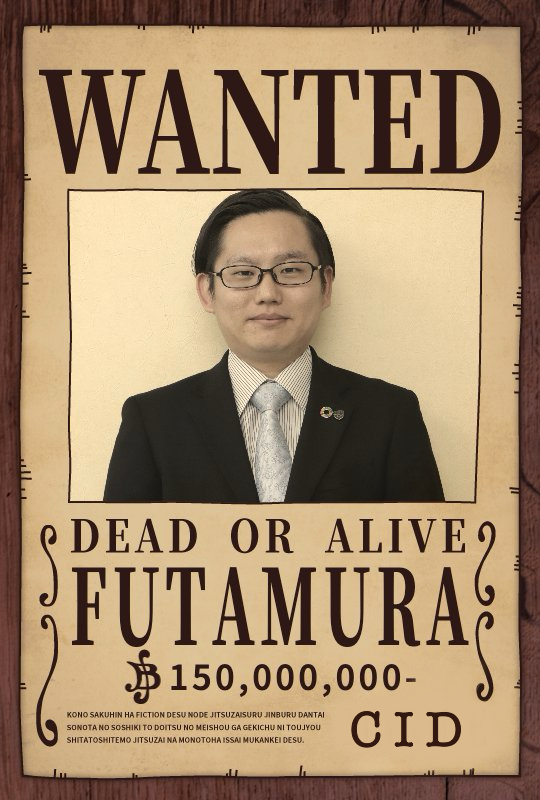 WANTED
DEAD OR ALIVE
FUTAMURA
฿150,000,000-
KONO SAKUHIN HA FICTION DESU NODE JITSUZAISURU JINBURU DANTAI
SONOTA NO SOSHIKI TO DOITSU NO MEISHOU GA GEKICHU NI TOUJYOU
SHITATOSHITEMO JITSUZAI NA MONOTOHA ISSAI MUKANKEI DESU.
CID